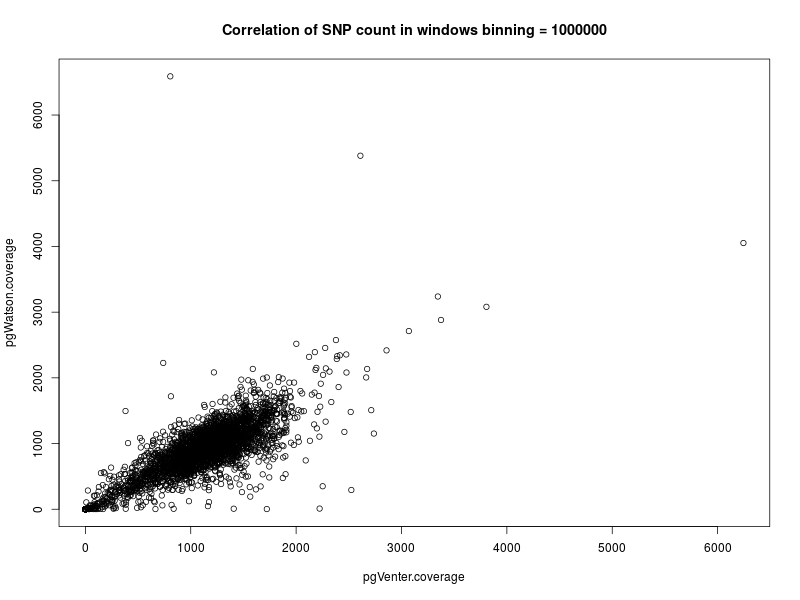 Correlation of SNP count in windows binning = 1000000
pgWatson.coverage
6000
5000
4000
3000
2000
1000
0
0 1000 2000 3000 4000 5000 6000
pgVenter.coverage